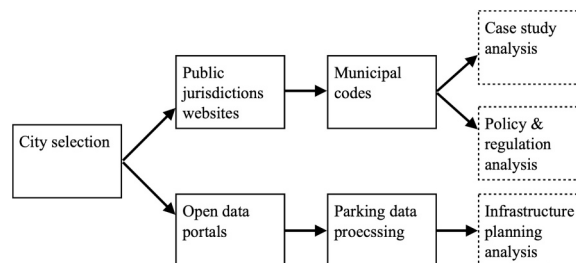 City selection
Public
jurisdictions
websites
Municipal
codes
Case study
analysis
Policy &
regulation
analysis
Open data
portals
Parking data
proecssing
Infrastructure
planning
analysis